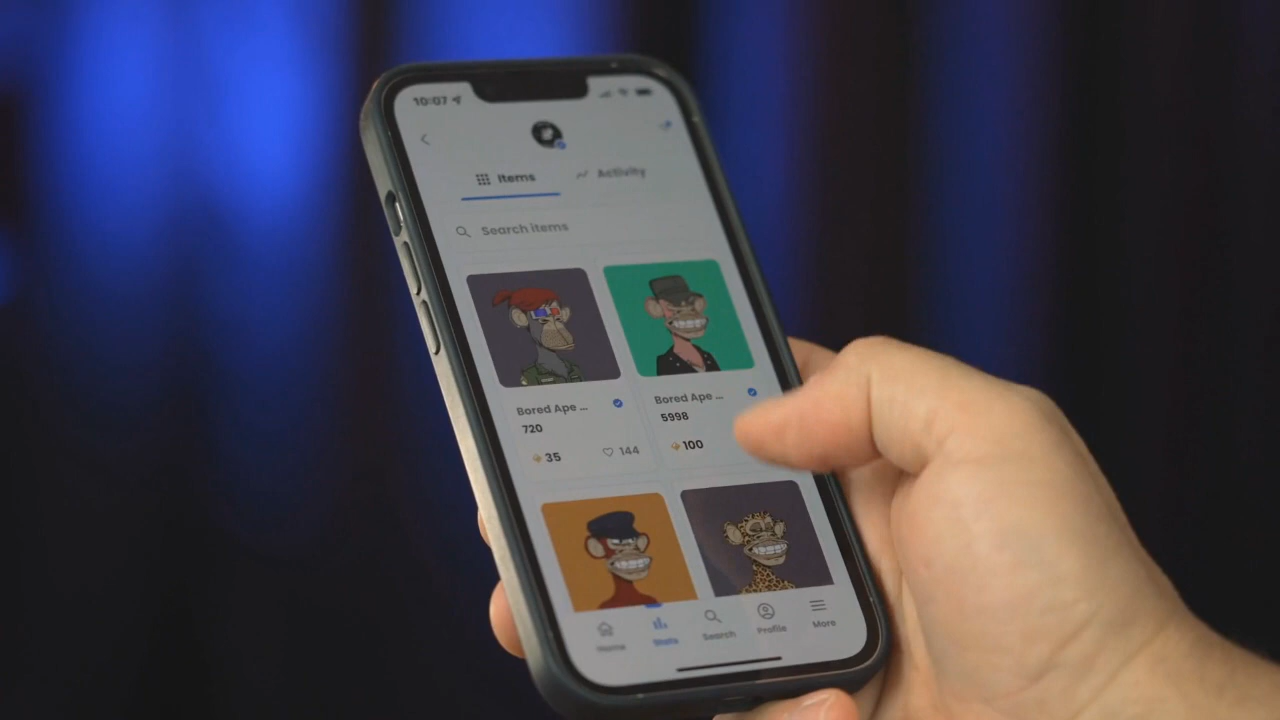 10:07
Items
Activity
Search items
Bored Ape ...
720
35
144
Bored Ape ...
5998
100
Home
Stats
Search
Profile
More